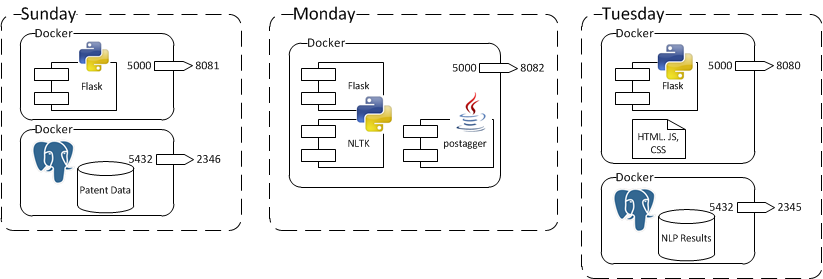 Sunday
Docker
5000
8081
Flask
Docker
5432
2346
Patent Data
Monday
Docker
5000
8082
Flask
NLTK
postagger
Tuesday
Docker
5000
8080
Flask
HTML. JS,
CSS
Docker
5432
2345
NLP Results